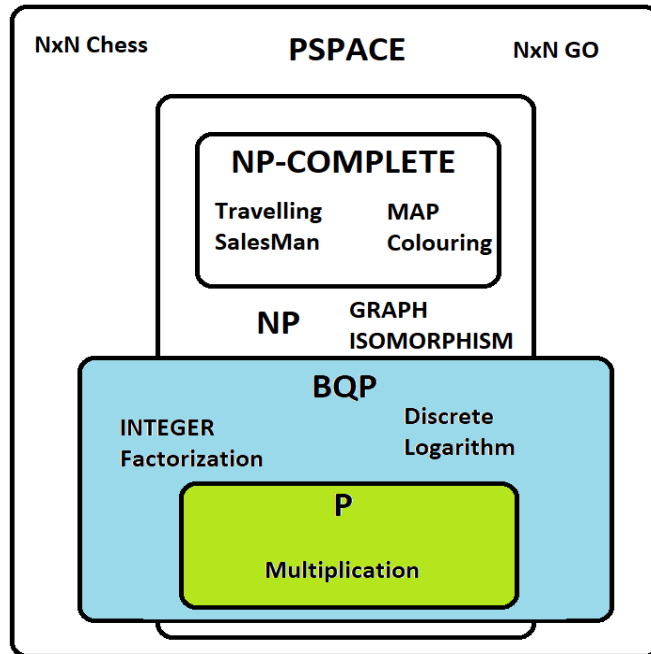 NxN Chess
PSPACE
NxN GO
NP-COMPLETE
Travelling
SalesMan
MAP
Colouring
NP
GRAPH
ISOMORPHISM
BQP
INTEGER
Factorization
Discrete
Logarithm
P
Multiplication